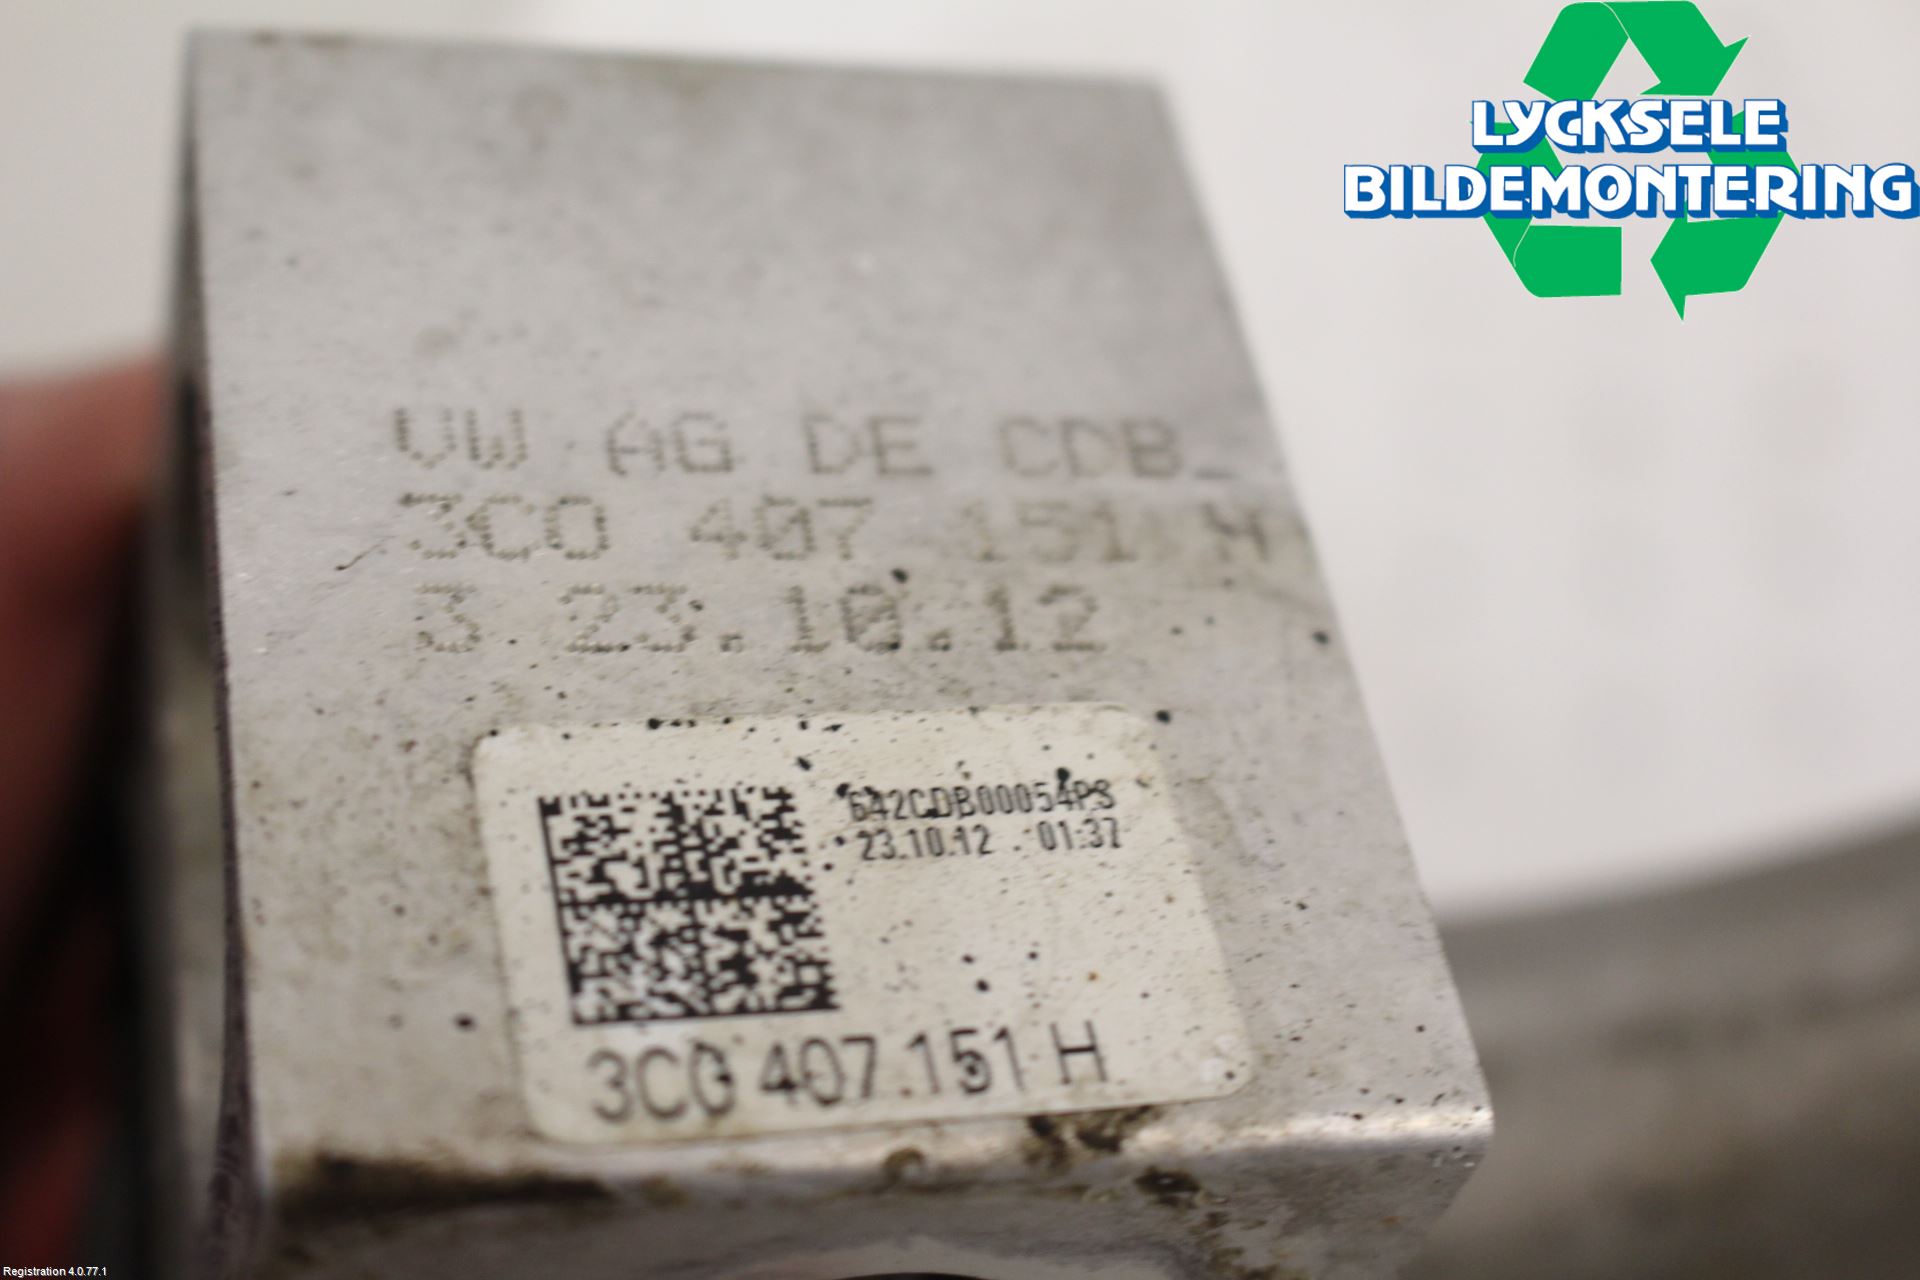 LYCKSELE
BILDEMONTERING
VW AG DE CDB_
3C0 407 151 H
3 23.10.12
642CDB00054PS
23.10.12 . 01:37
3C0 407.151 H
Registration 4.0.77.1